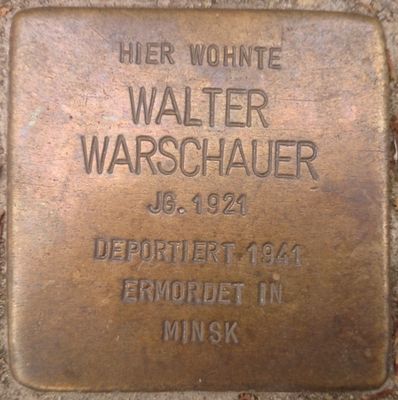 HIER WOHNTE
WALTER
WARSCHAUER
JG. 1921
DEPORTIERT 1941
ERMORDET IN
MINSK